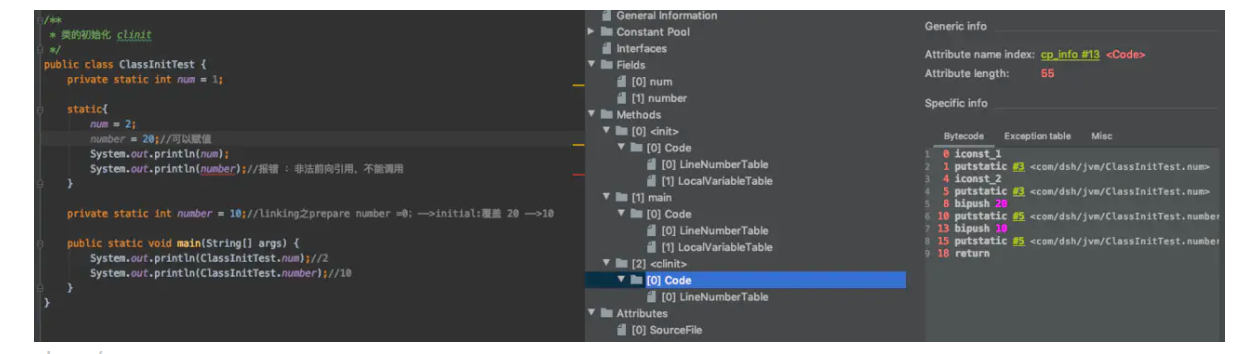 /**
* 类的初始化 clinit
*/
public class ClassInitTest {
private static int num = 1;
static{
num = 2;
number = 20;//可以赋值
System.out.println(num);
System.out.println(number);//报错 : 非法前向引用，不能调用
}
private static int number = 10;//linking之prepare number =0; —>initial:覆盖 20 —>10
public static void main(String[] args) {
System.out.println(ClassInitTest.num);//2
System.out.println(ClassInitTest.number);//10
}
}
General Information
Constant Pool
Interfaces
Fields
[0] num
[1] number
Methods
[0] <init>
[0] Code
[0] LineNumberTable
[1] LocalVariableTable
[1] main
[0] Code
[0] LineNumberTable
[1] LocalVariableTable
[2] <clinit>
[0] Code
[0] LineNumberTable
Attributes
[0] SourceFile
Generic info
Attribute name index: cp_info #13 <Code>
Attribute length: 55
Specific info
Bytecode Exception table Misc
1 0 iconst_1
2 1 putstatic #3 <com/dsh/jvm/ClassInitTest.num>
3 4 iconst_2
4 5 putstatic #3 <com/dsh/jvm/ClassInitTest.num>
5 8 bipush 20
6 10 putstatic #5 <com/dsh/jvm/ClassInitTest.number
7 13 bipush 10
8 15 putstatic #5 <com/dsh/jvm/ClassInitTest.number
9 18 return